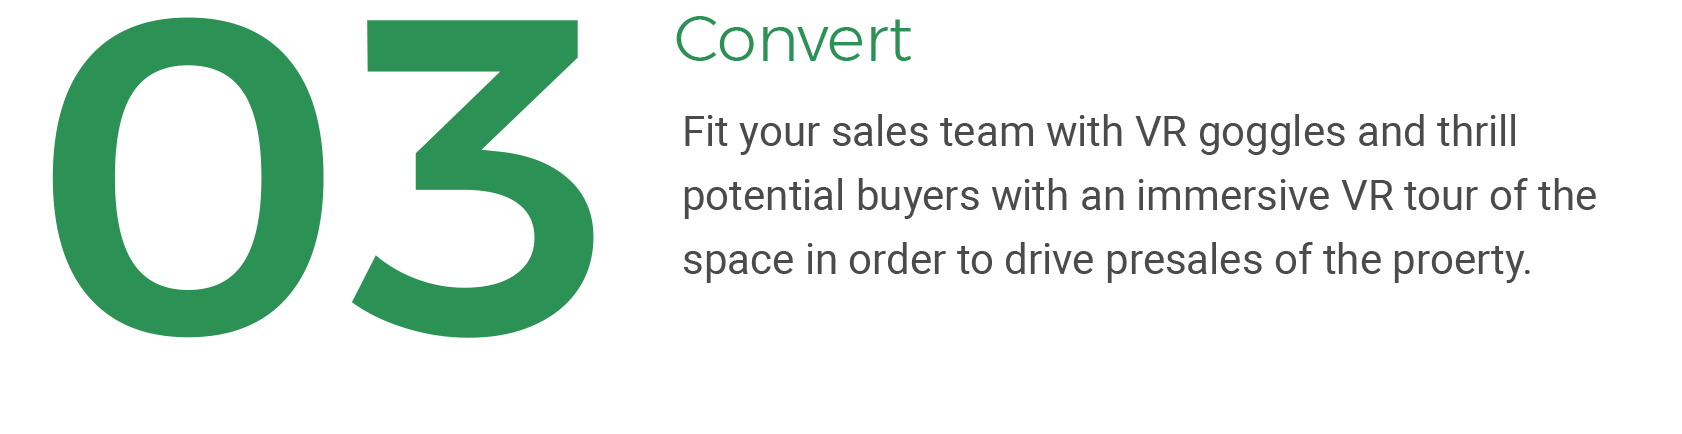 03
Convert
Fit your sales team with VR goggles and thrill
potential buyers with an immersive VR tour of the
space in order to drive presales of the proerty.